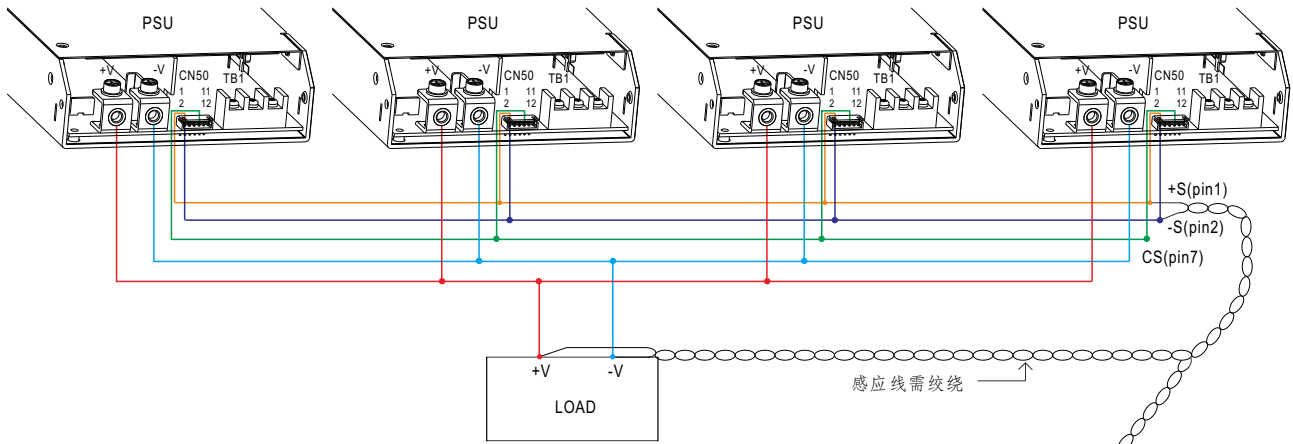 PSU PSU PSU PSU
+V -V CN50 1 11 2 12
+V -V CN50 TB1 1 11 2 12
+V -V CN50 TB1 1 11 2 12
+V -V CN50 TB1 1 11 2 12
TB1
+S(pin1)
-S(pin2)
CS(pin7)
+V -V
感应线需绞绕
LOAD